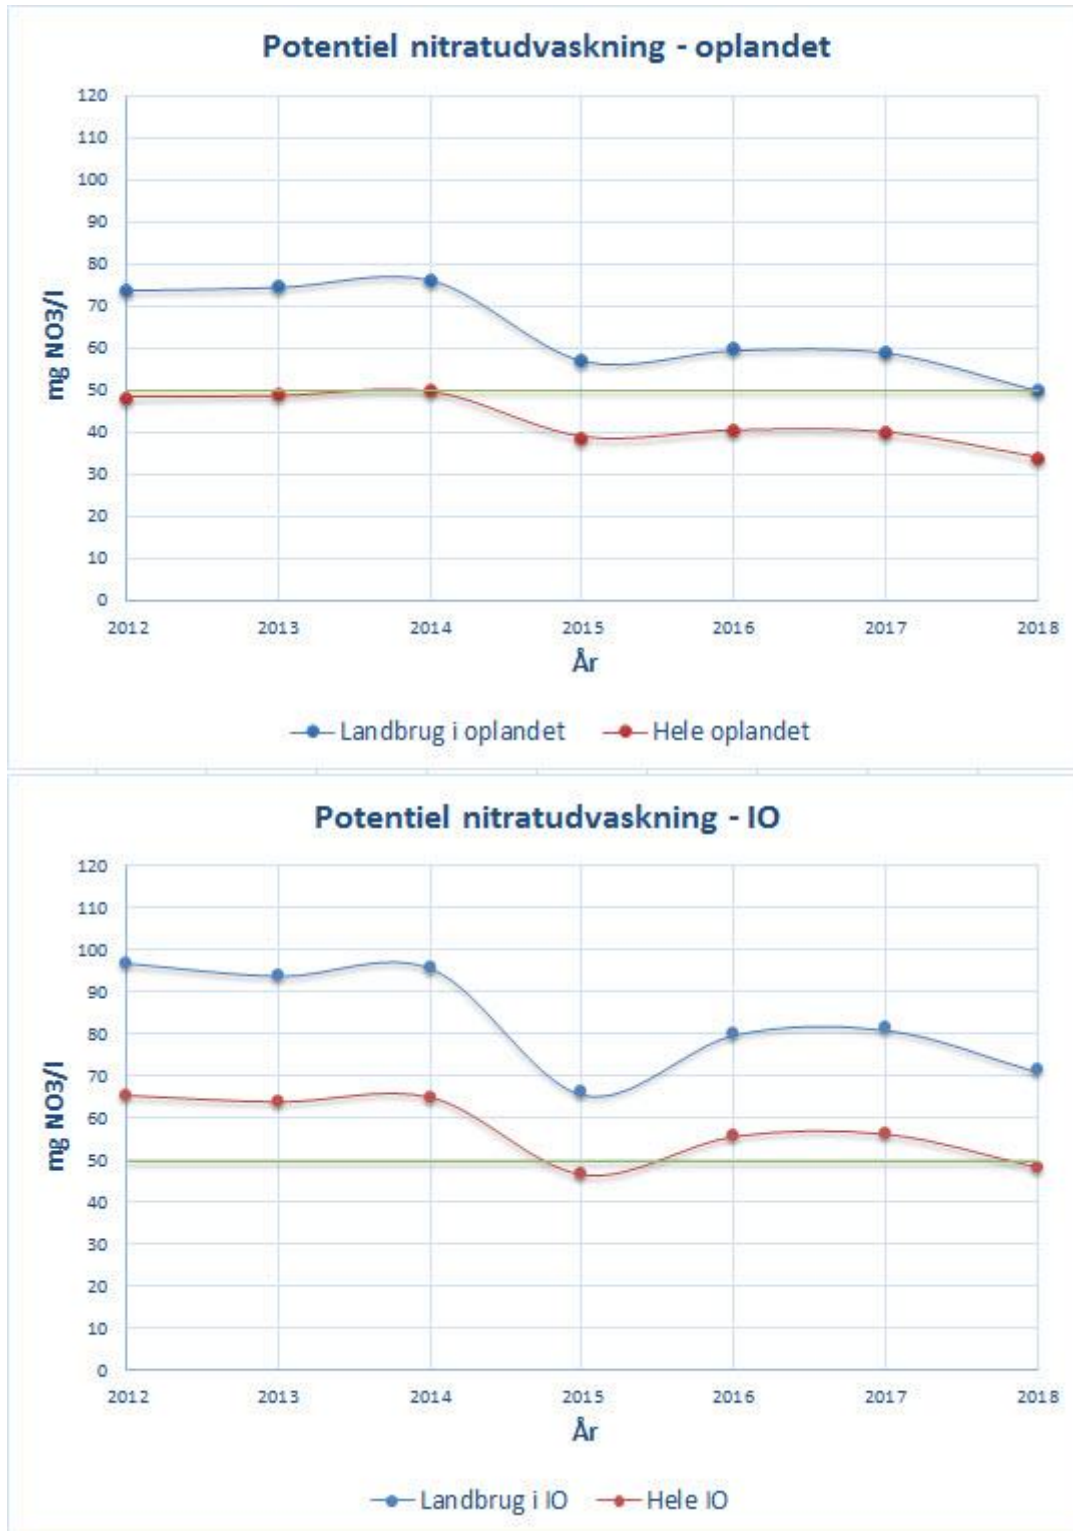 Potentiel nitratudvaskning - oplandet
120
110
100
90
80
70
60
50
40
30
20
10
0
mg NO3/l
2012 2013 2014 2015 2016 2017 2018
År
Landbrug i oplandet Hele oplandet
Potentiel nitratudvaskning - IO
120
110
100
90
80
70
60
50
40
30
20
10
0
mg NO3/l
2012 2013 2014 2015 2016 2017 2018
År
Landbrug i IO Hele IO